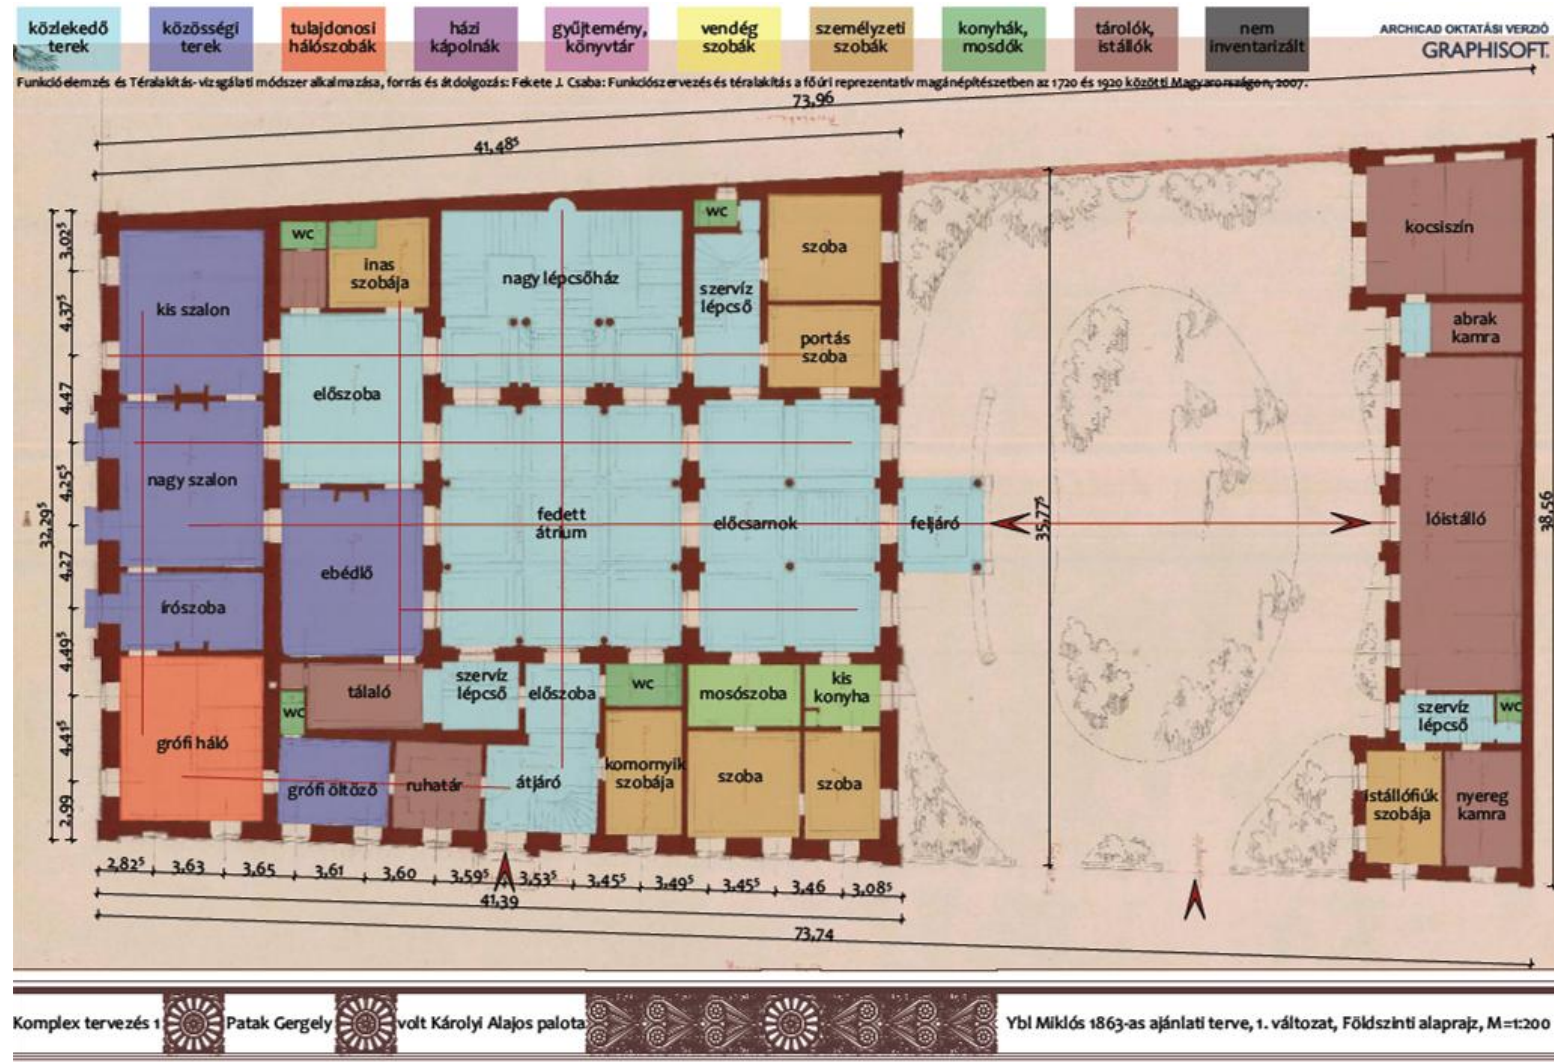 közlekedő
terek
közösségi
terek
tulajdonosi
hálószobák
házi
kápolnák
gyűjtemény,
könyvtár
vendég
szobák
személyzeti
szobák
konyhák,
mosdók
tárolók,
istállók
nem
inventarizált
ARCHICAD OKTATÁSI VERZIÓ
GRAPHISOFT.
Funkcióelemzés és Téralakítás-vizsgálati módszer alkalmazása, forrás és átdolgozás: Fekete J. Csaba: Funkciószervezés és téralakítás a főúri reprezentatív magánépítészetben az 1720 és 1920 közötti Magyarországon, 2007.
73,96
41,48⁵
wc
wc
inas
szobája
nagy lépcsőház
szoba
kocsiszín
kis szalon
szervíz
lépcső
portás
szoba
abrak
kamra
előszoba
nagy szalon
fedett
átrium
előcsarnok
feljáró
lóistálló
ebédlő
írószoba
tálaló
szervíz
lépcső
előszoba
wc
mosószoba
kis
konyha
wc
szervíz
lépcső
wc
grófi háló
grófi öltöző
ruhatár
átjáró
komornyik
szobája
szoba
szoba
istállófiúk
szobája
nyereg
kamra
3,02⁵
4,37⁵
4,47
4,25⁵
4,27
4,49⁵
4,41⁵
2,99
32,29⁵
35,77⁵
38,56
2,82⁵
3,63
3,65
3,61
3,60
3,59⁵
3,53⁵
3,45⁵
3,49⁵
3,45⁵
3,46
3,08⁵
41,39
73,74
Komplex tervezés 1
Patak Gergely
volt Károlyi Alajos palota
Ybl Miklós 1863-as ajánlati terve, 1. változat, Földszinti alaprajz, M=1:200